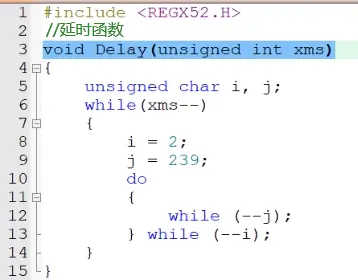 1 #include <REGX52.H>
2 //延时函数
3 void Delay(unsigned int xms)
4 {
5 unsigned char i, j;
6 while(xms--)
7 {
8 i = 2;
9 j = 239;
10 do
11 {
12 while (--j);
13 } while (--i);
14 }
15 }